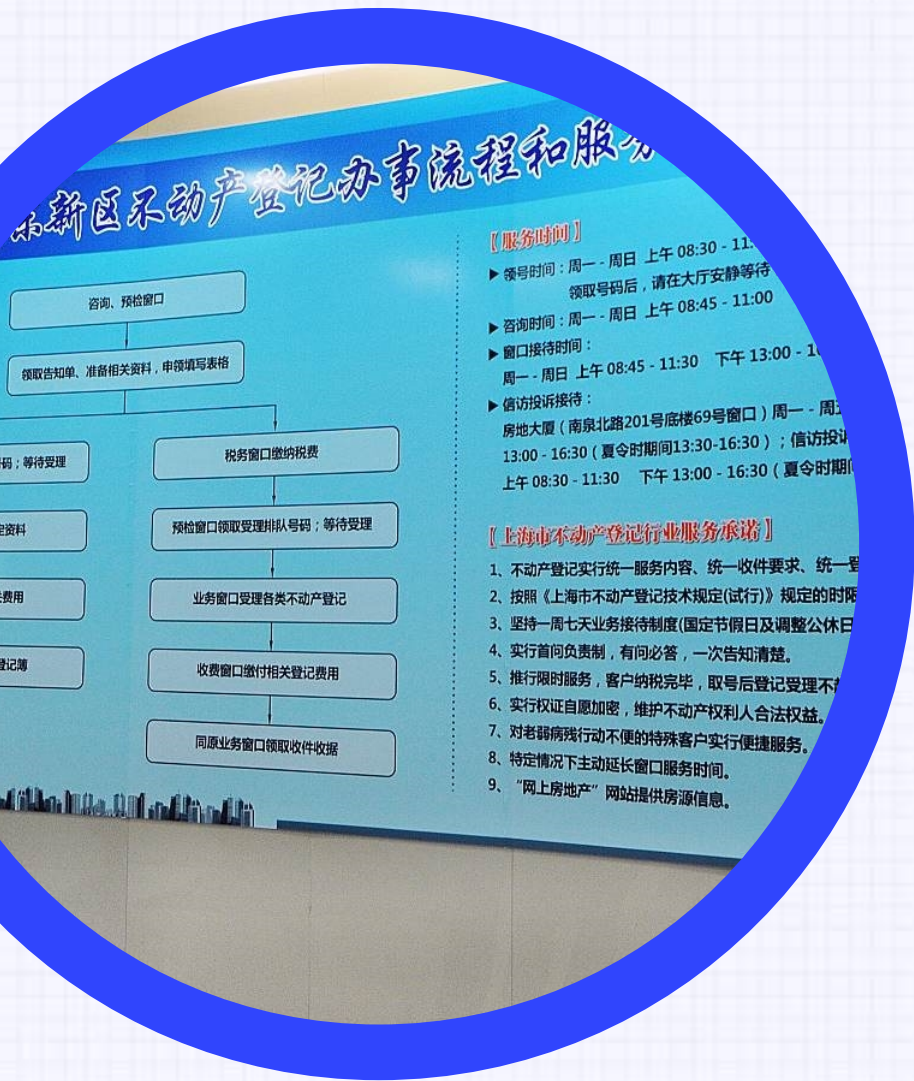 东新区不动产登记办事流程和服务
咨询、预检窗口
领取告知单、准备相关资料，申领填写表格
码；等待受理
资料
费用
登记簿
税务窗口缴纳税费
预检窗口领取受理排队号码；等待受理
业务窗口受理各类不动产登记
收费窗口缴付相关登记费用
同原业务窗口领取收件收据
【服务时间】
▶ 领号时间：周一 - 周日 上午 08:30 - 11:
领取号码后，请在大厅安静等待
▶ 咨询时间：周一 - 周日 上午 08:45 - 11:00
▶ 窗口接待时间：
周一 - 周日 上午 08:45 - 11:30 下午 13:00 - 1
▶ 信访投诉接待：
房地大厦（南泉北路201号底楼69号窗口）周一 - 周
13:00 - 16:30（夏令时期间13:30-16:30）；信访投诉
上午 08:30 - 11:30 下午 13:00 - 16:30（夏令时期间
【上海市不动产登记行业服务承诺】
1、不动产登记实行统一服务内容、统一收件要求、统一登
2、按照《上海市不动产登记技术规定(试行)》规定的时限
3、坚持一周七天业务接待制度(国定节假日及调整公休日
4、实行首问负责制，有问必答，一次告知清楚。
5、推行限时服务，客户纳税完毕，取号后登记受理不
6、实行权证自愿加密，维护不动产权利人合法权益。
7、对老弱病残行动不便的特殊客户实行便捷服务。
8、特定情况下主动延长窗口服务时间。
9、“网上房地产”网站提供房源信息。